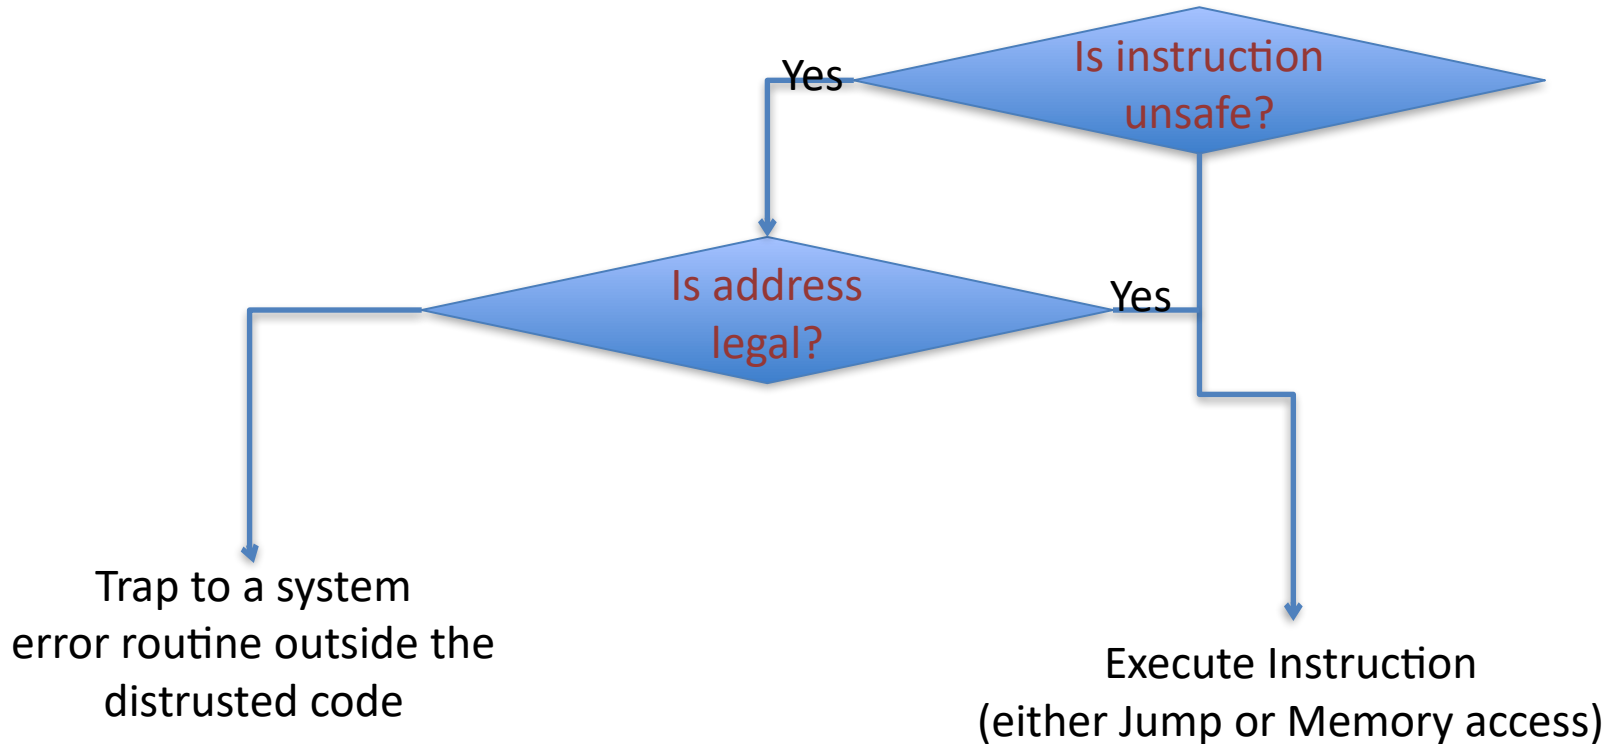 Is instruction
unsafe?
Yes
Is address
legal?
Yes
Trap to a system
error routine outside the
distrusted code
Execute Instruction
(either Jump or Memory access)